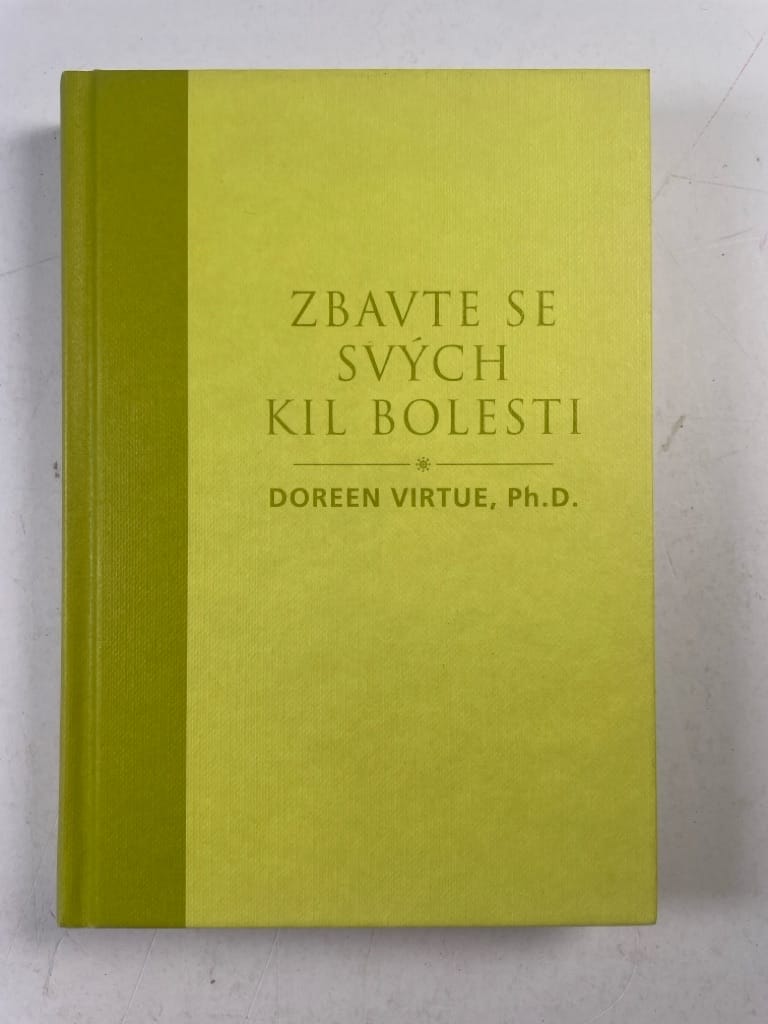 ZBAVTE SE
SVÝCH
KIL BOLESTI
DOREEN VIRTUE, Ph.D.